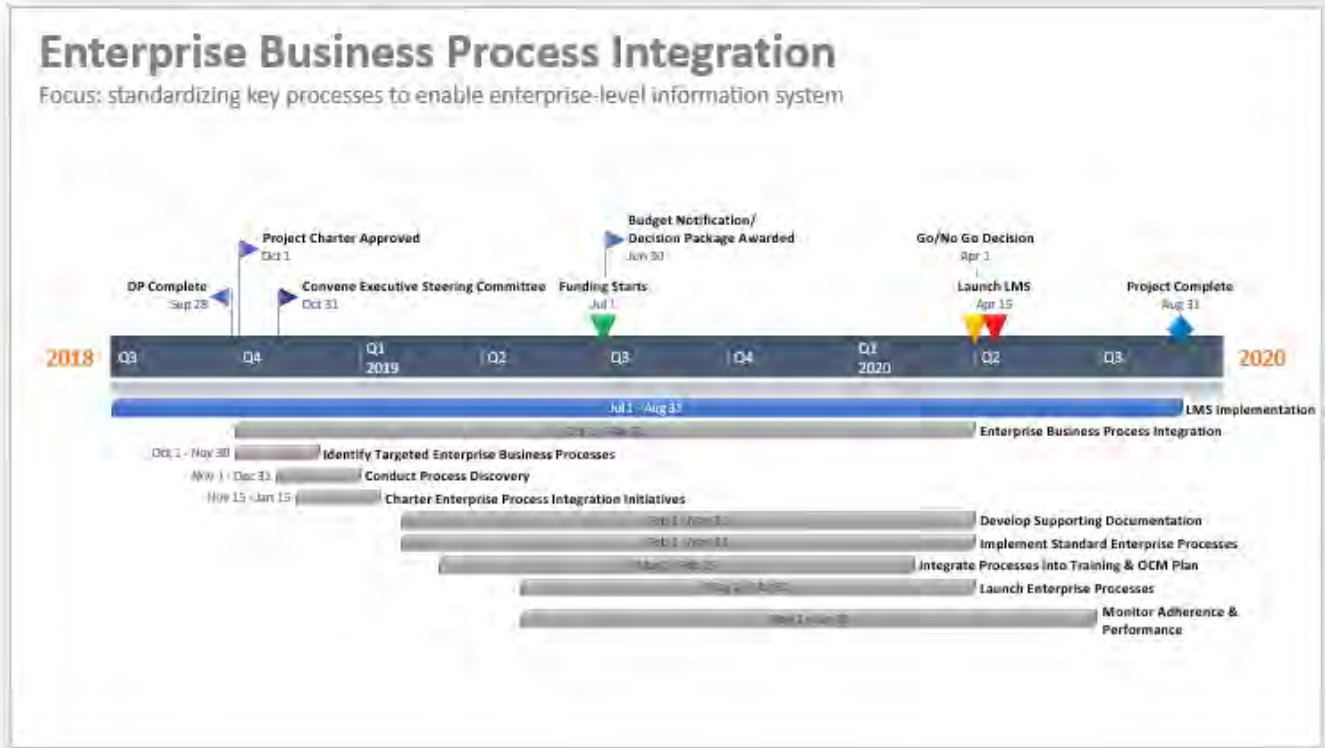 Enterprise Business Process Integration
Focus: standardizing key processes to enable enterprise-level information system
Budget Notification/
Decision Package Awarded
Jun 30
Project Charter Approved
Oct 1
Go/No Go Decision
Apr 1
DP Complete
Sep 28
Convene Executive Steering Committee
Oct 31
Funding Starts
Jul 1
Launch LMS
Apr 15
Project Complete
Aug 31
2018 Q3 Q4 Q1 Q2 Q3 Q4 Q1 Q2 Q3 2020
2019 2020
Jul 1 - Aug 31 LMS Implementation
Enterprise Business Process Integration
Oct 1 - Nov 30 Identify Targeted Enterprise Business Processes
Nov 1 - Dec 31 Conduct Process Discovery
Nov 15 - Jan 15 Charter Enterprise Process Integration Initiatives
Develop Supporting Documentation
Implement Standard Enterprise Processes
Integrate Processes into Training & OCM Plan
Launch Enterprise Processes
Monitor Adherence &
Performance